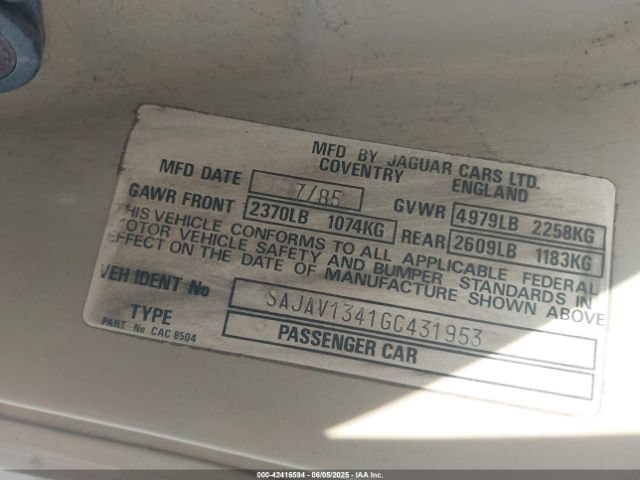 MFD BY JAGUAR CARS LTD.
COVENTRY ENGLAND
MFD DATE 7/85 GVWR 4979LB 2258KG
GAWR FRONT 2370LB 1074KG REAR 2609LB 1183KG
THIS VEHICLE CONFORMS TO ALL APPLICABLE FEDERAL
MOTOR VEHICLE SAFETY AND BUMPER STANDARDS IN
EFFECT ON THE DATE OF MANUFACTURE SHOWN ABOVE
VEH IDENT No SAJAV1341GC431953
TYPE PASSENGER CAR
PART No CAC 8504
000-42416594 - 06/05/2025 - IAA Inc.